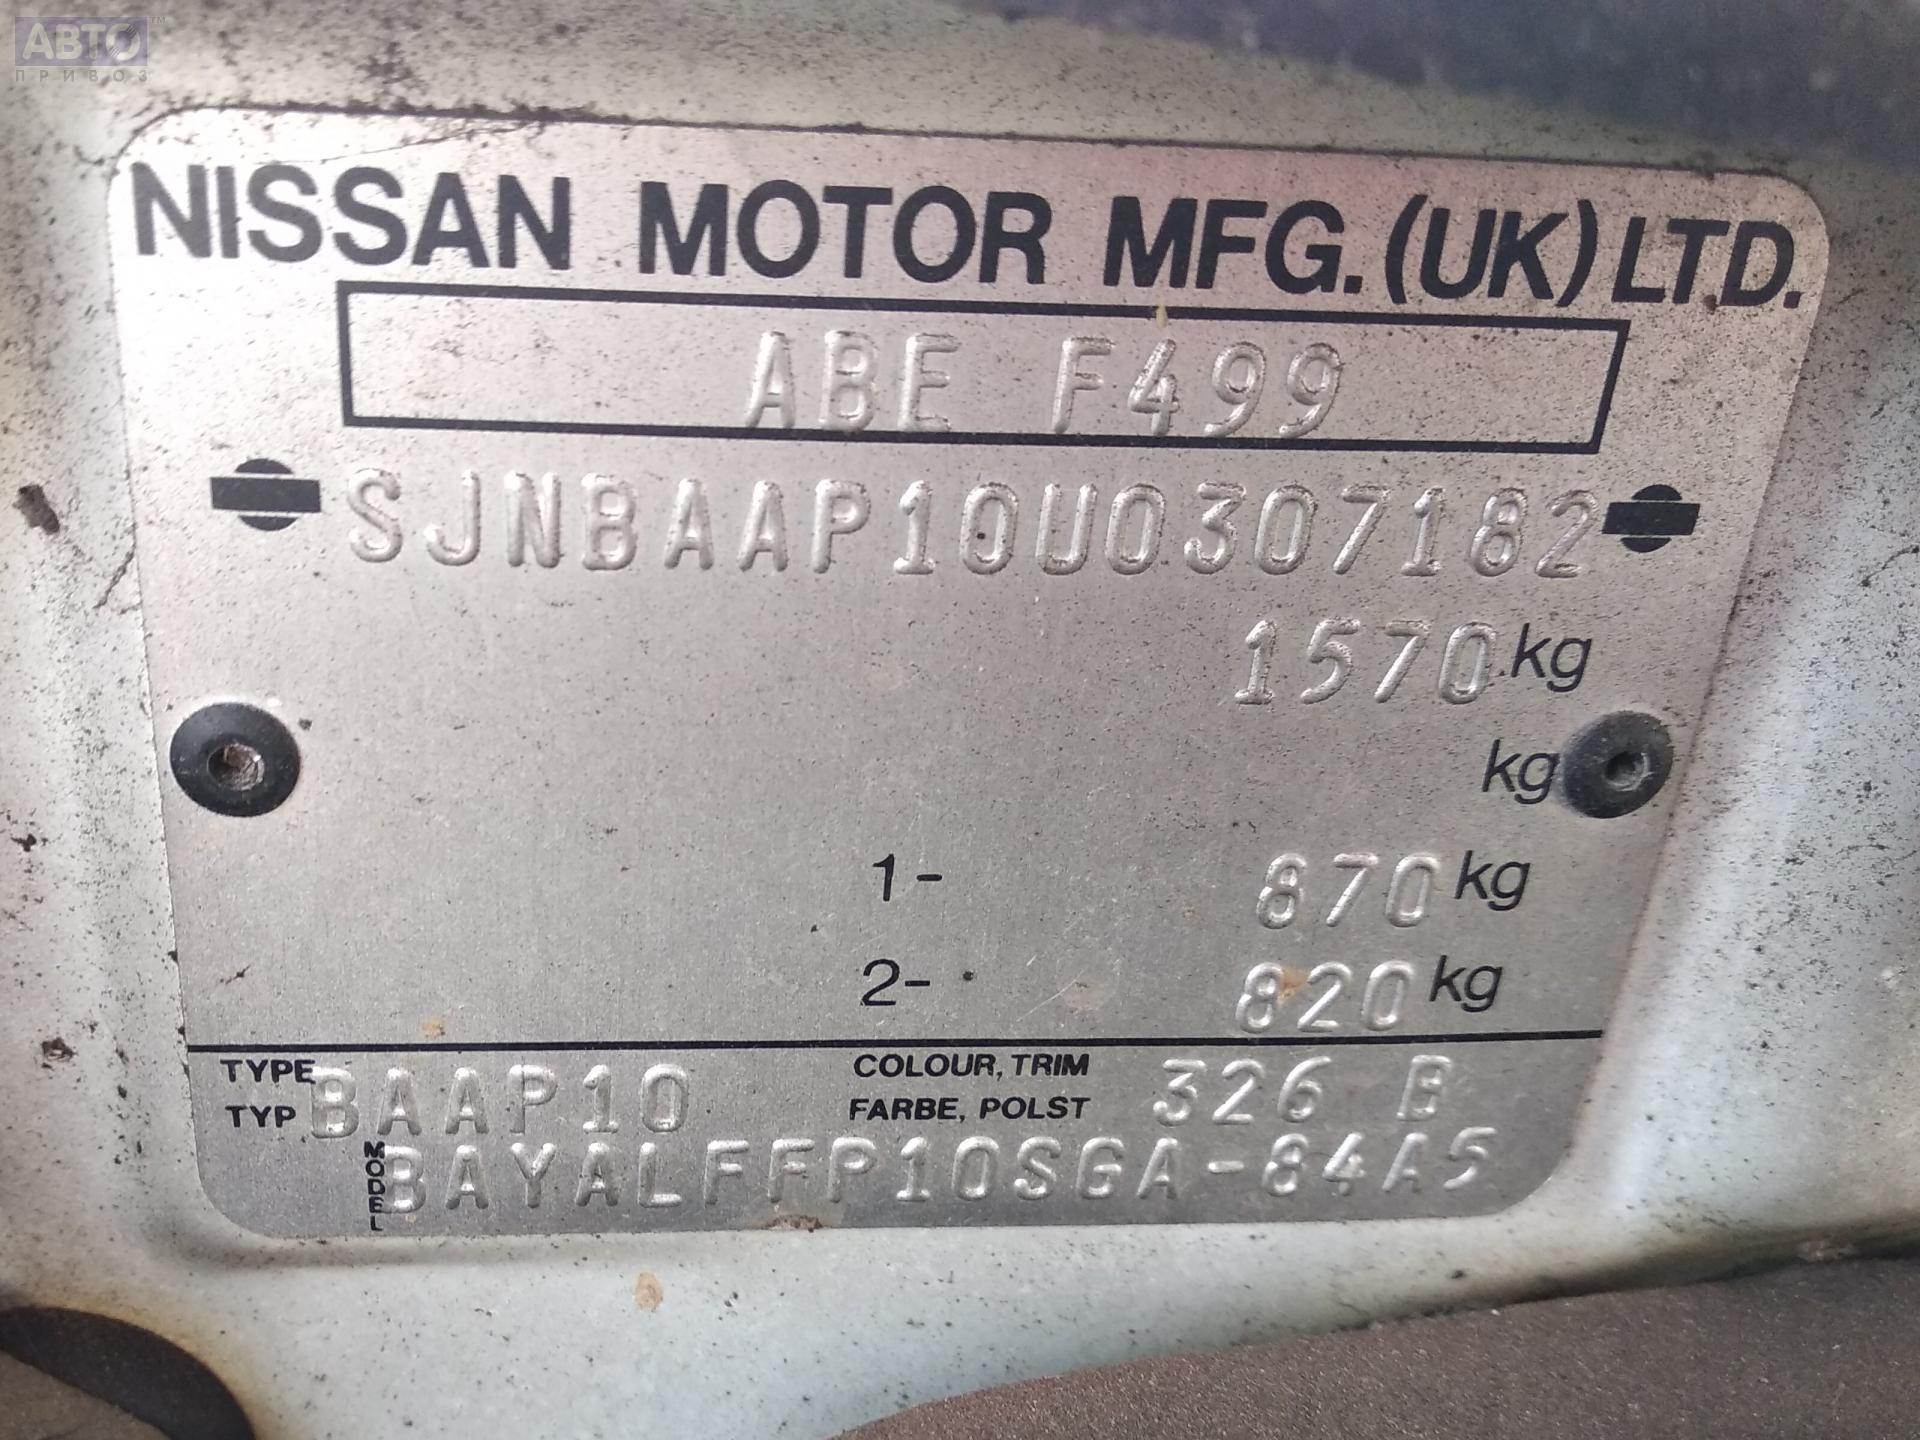 АВТО™
ПРИВОЗ
NISSAN MOTOR MFG. (UK) LTD.
ABE F499
SJNBAAP10U0307182
1570 kg
kg
1- 870 kg
2- 820 kg
TYPE
TYP BAAP10
COLOUR, TRIM
FARBE, POLST 326 B
MODEL BAYALFFP10SGA-84A5